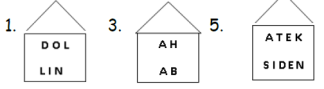 1. DOL
LIN
3. AH
AB
5. ATEK
SIDEN